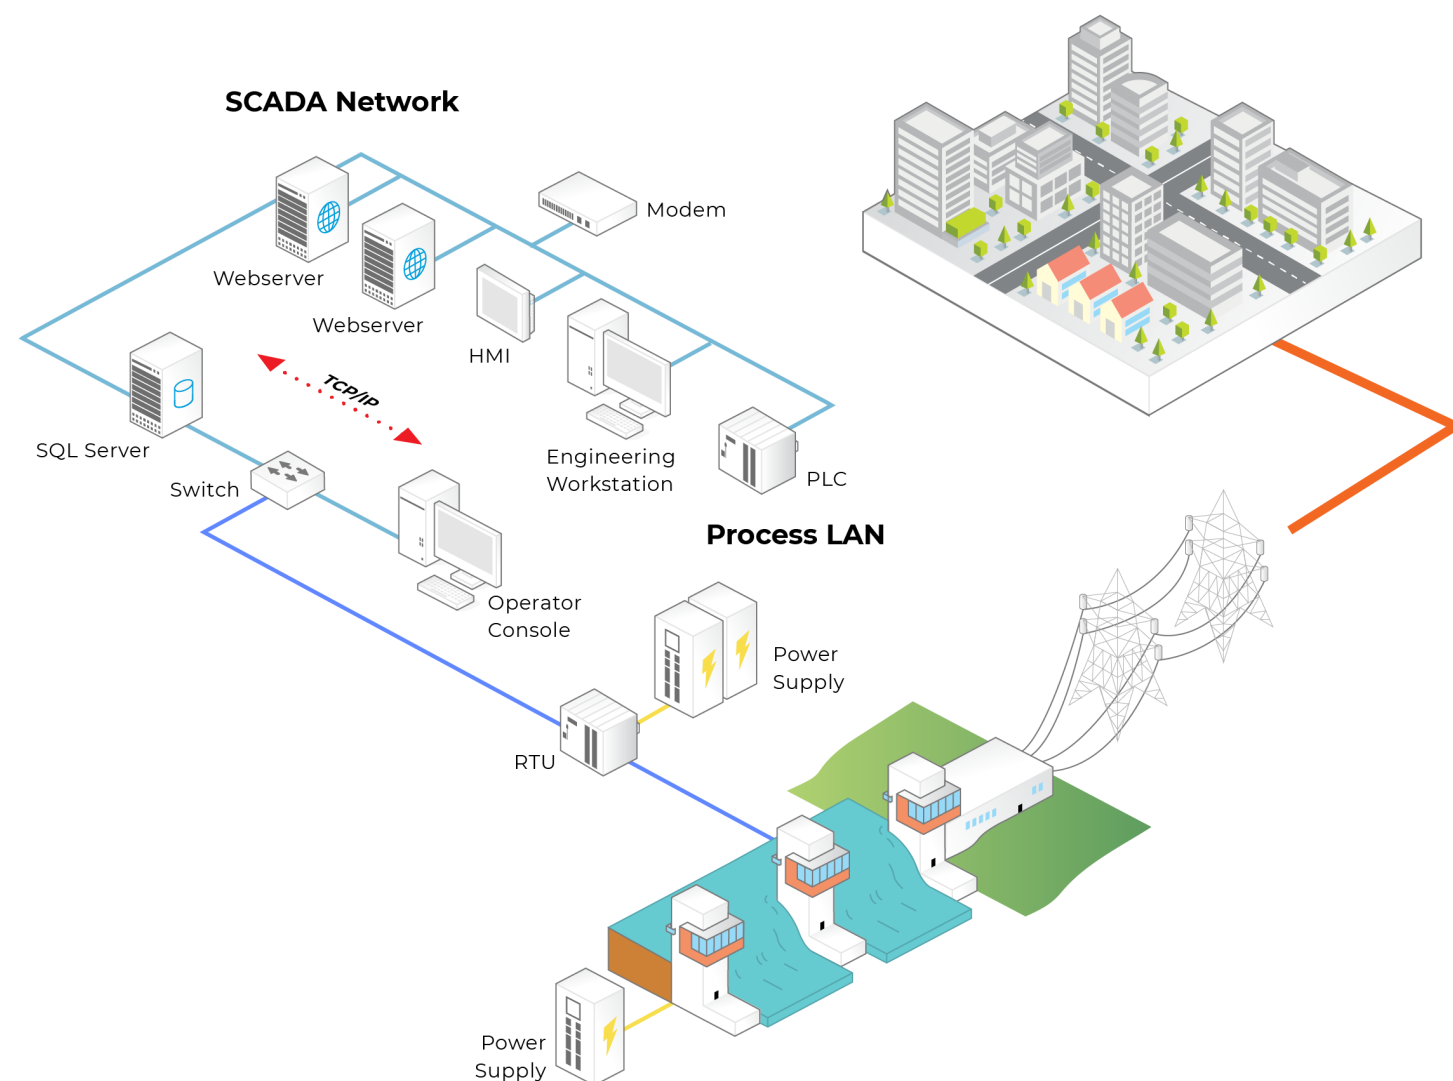 SCADA Network
Modem
Webserver
Webserver
HMI
TCP/IP
SQL Server
Engineering
Workstation
PLC
Switch
Process LAN
Operator
Console
Power
Supply
RTU
Power
Supply